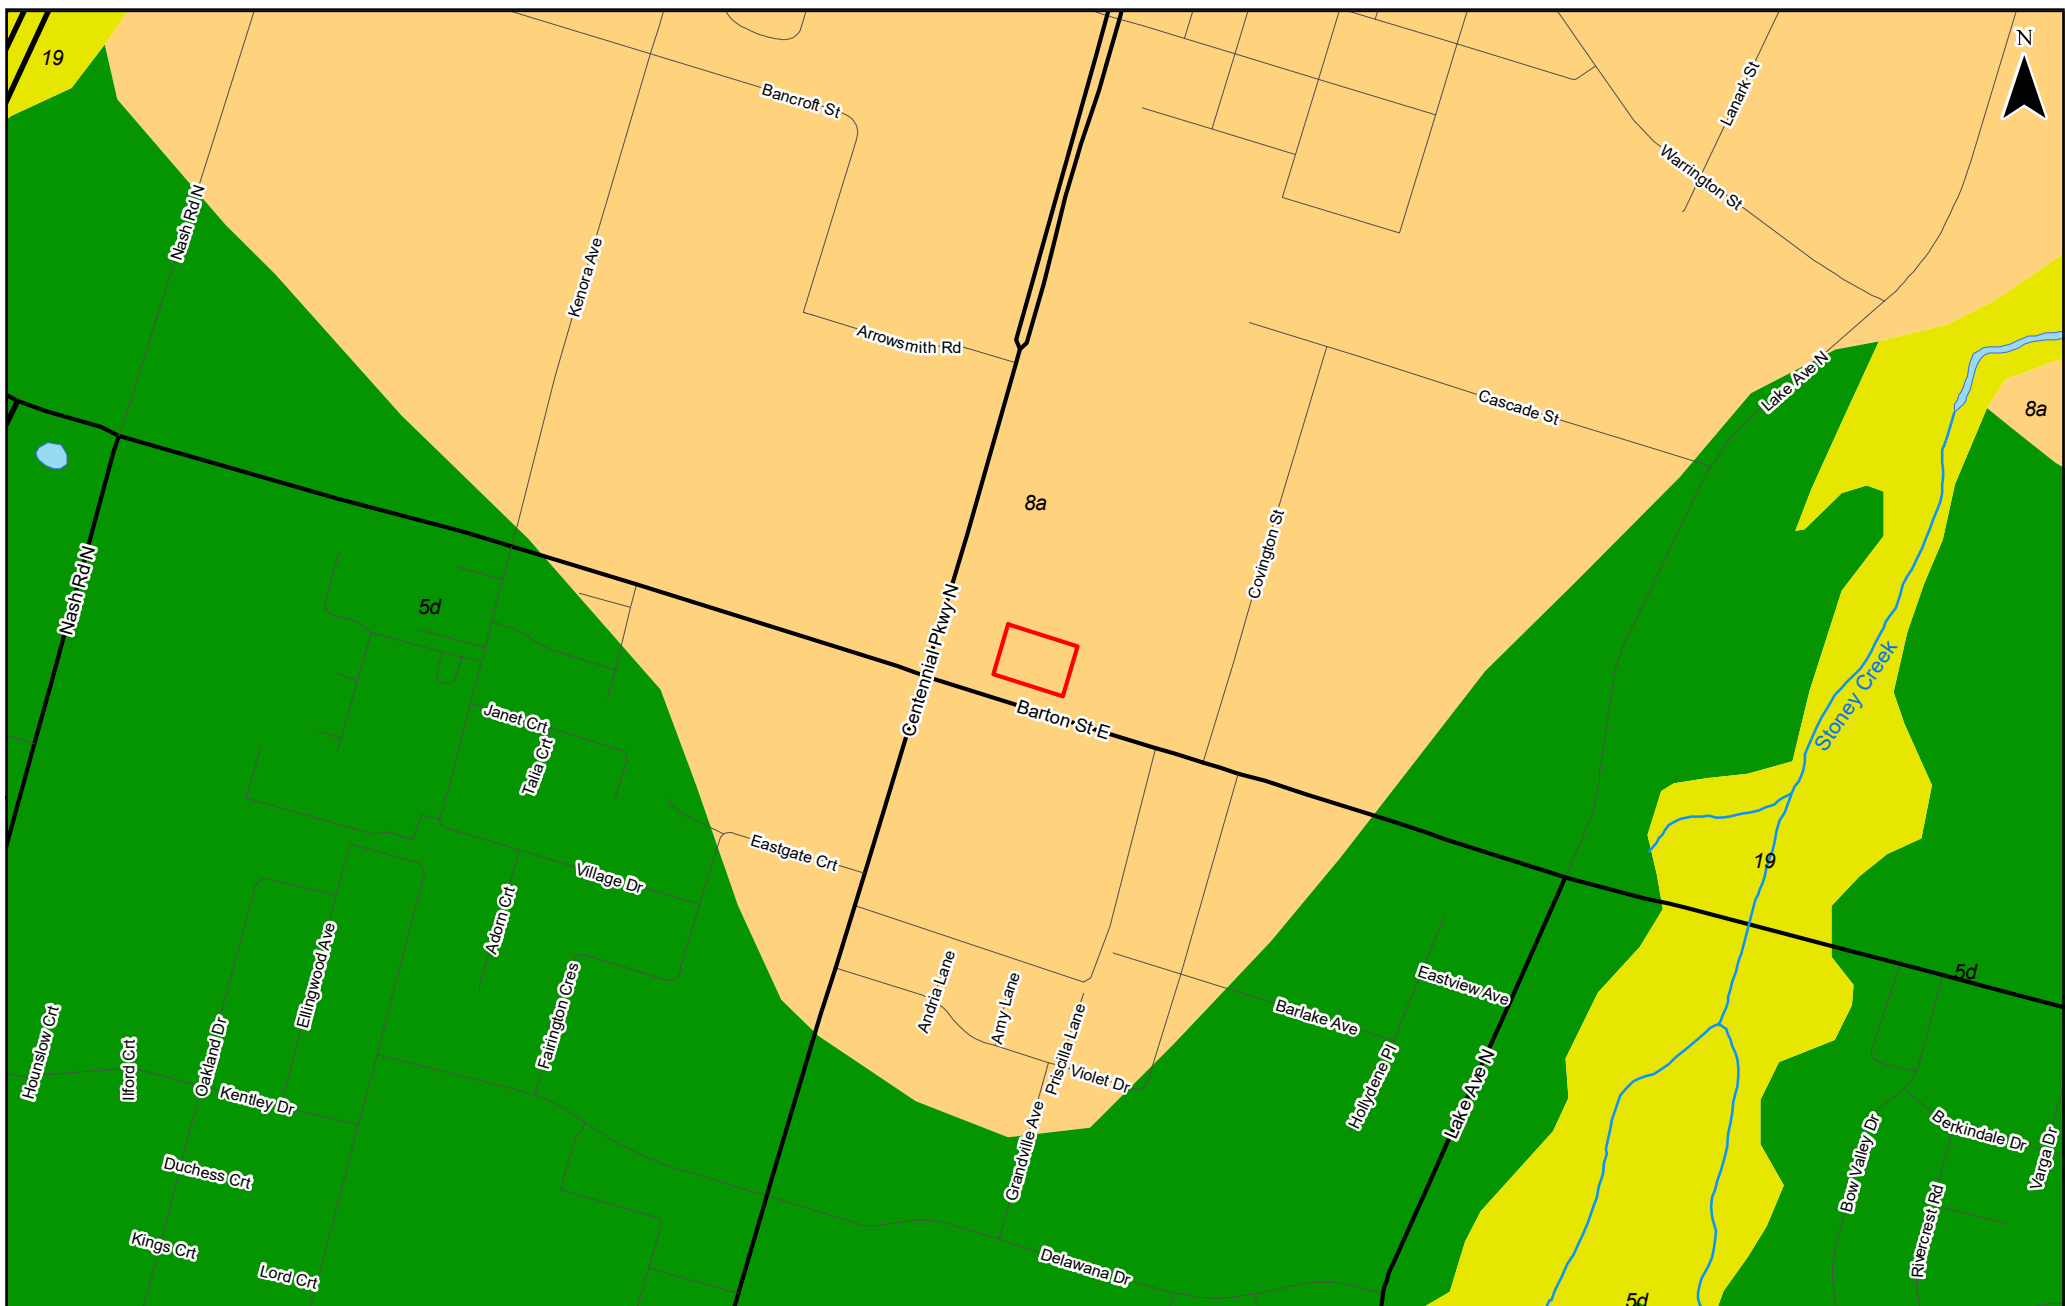 19
N
Bancroft St
Lanark St
Warrington St
Nash Rd N
Kenora Ave
Arrowsmith Rd
Cascade St
Lake Ave N
8a
8a
Covington St
Nash Rd N
5d
Centennial Pkwy N
Barton St E
Stoney Creek
Janet Crt
Talia Crt
Eastgate Crt
Village Dr
19
Adorn Crt
Ellingwood Ave
Fairington Cres
Andria Lane
Amy Lane
Priscilla Lane
Eastview Ave
5d
Barlake Ave
Hounslow Crt
Ilford Crt
Oakland Dr
Kentley Dr
Violet Dr
Hollydene Pl
Lake Ave N
Grandville Ave
Bow Valley Dr
Berkindale Dr
Varga Dr
Duchess Crt
Rivercrest Rd
Kings Crt
Lord Crt
Delawana Dr
5d